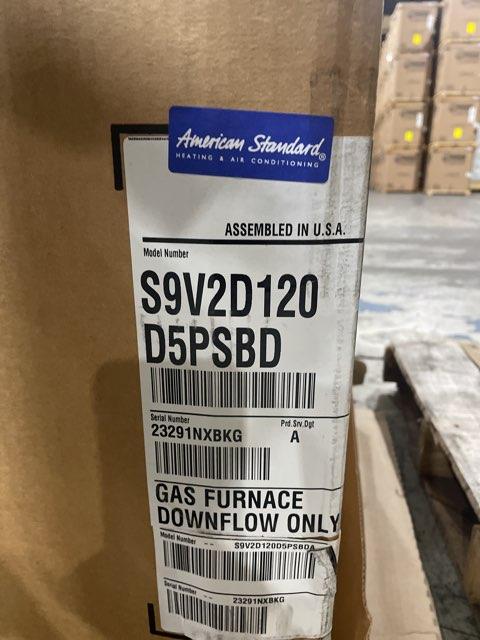 American Standard®
HEATING & AIR CONDITIONING
ASSEMBLED IN U.S.A.
Model Number
S9V2D120
D5PSBD
Serial Number Prd.Srv.Dgt
23291NXBKG A
GAS FURNACE
DOWNFLOW ONLY
Model Number -- S9V2D120D5PSBDA
Serial Number -- 23291NXBKG